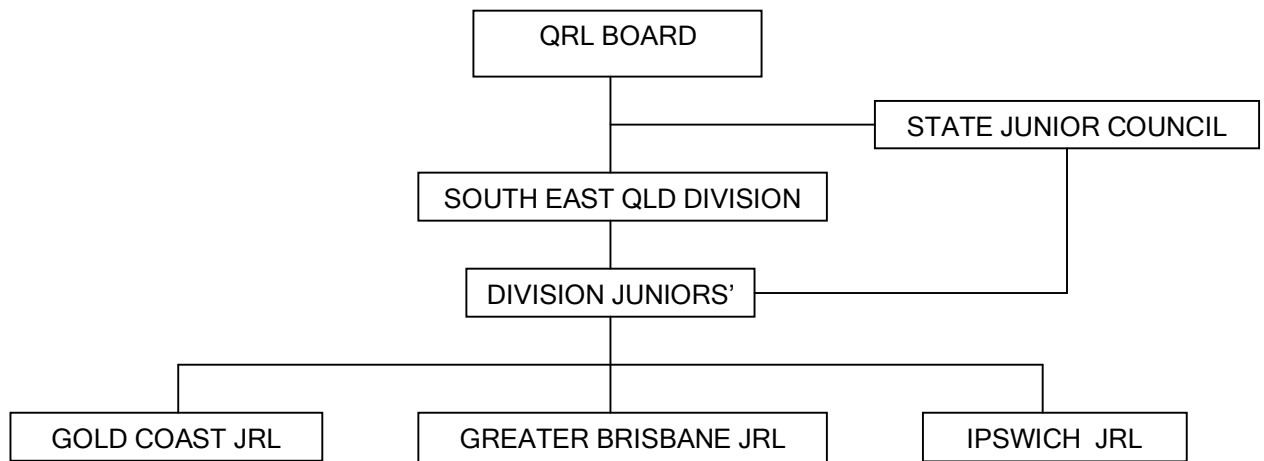 QRL BOARD
STATE JUNIOR COUNCIL
SOUTH EAST QLD DIVISION
DIVISION JUNIORS’
GOLD COAST JRL
GREATER BRISBANE JRL
IPSWICH  JRL